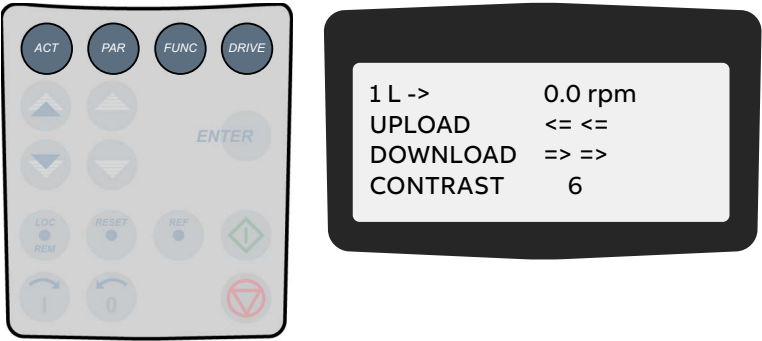 ACT PAR FUNC DRIVE
ENTER
LOC RESET REF
REM
I 0
1 L -> 0.0 rpm
UPLOAD <= <=
DOWNLOAD => =>
CONTRAST 6